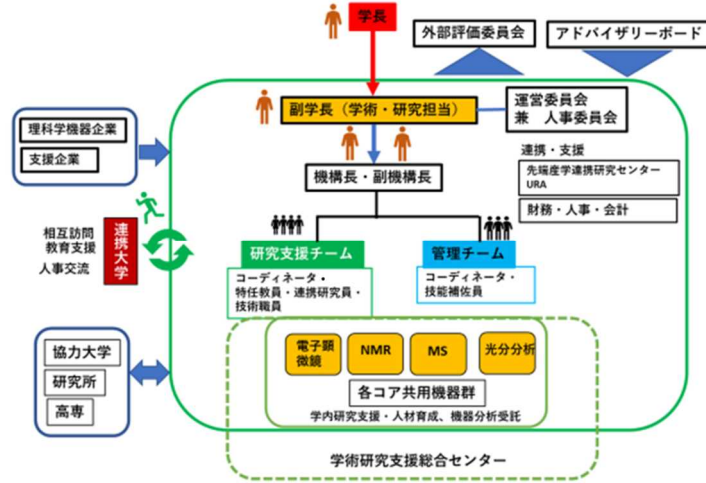 学長
外部評価委員会
アドバイザリーボード
副学長（学術・研究担当）
運営委員会
兼　人事委員会
理科学機器企業
支援企業
機構長・副機構長
連携・支援
先端産学連携研究センター
URA
財務・人事・会計
相互訪問
教育支援
人事交流
連携大学
研究支援チーム
コーディネータ・
特任教員・連携研究員・
技術職員
管理チーム
コーディネータ・
技能補佐員
協力大学
研究所
高専
電子顕
微鏡
NMR
MS
光分分析
各コア共用機器群
学内研究支援・人材育成、機器分析受託
学術研究支援総合センター